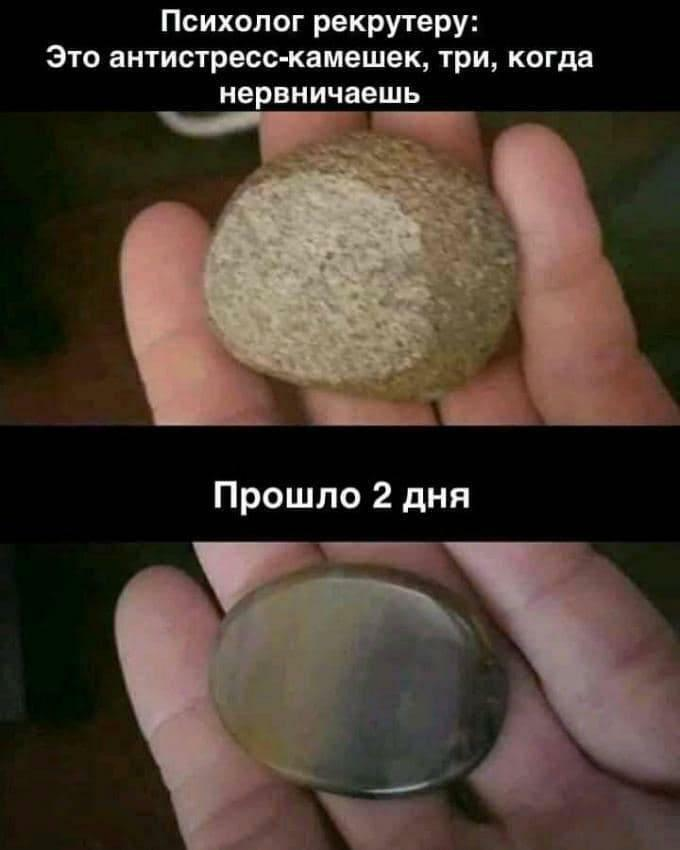 Психолог рекрутеру:
Это антистресс-камешек, три, когда
нервничаешь
Прошло 2 дня